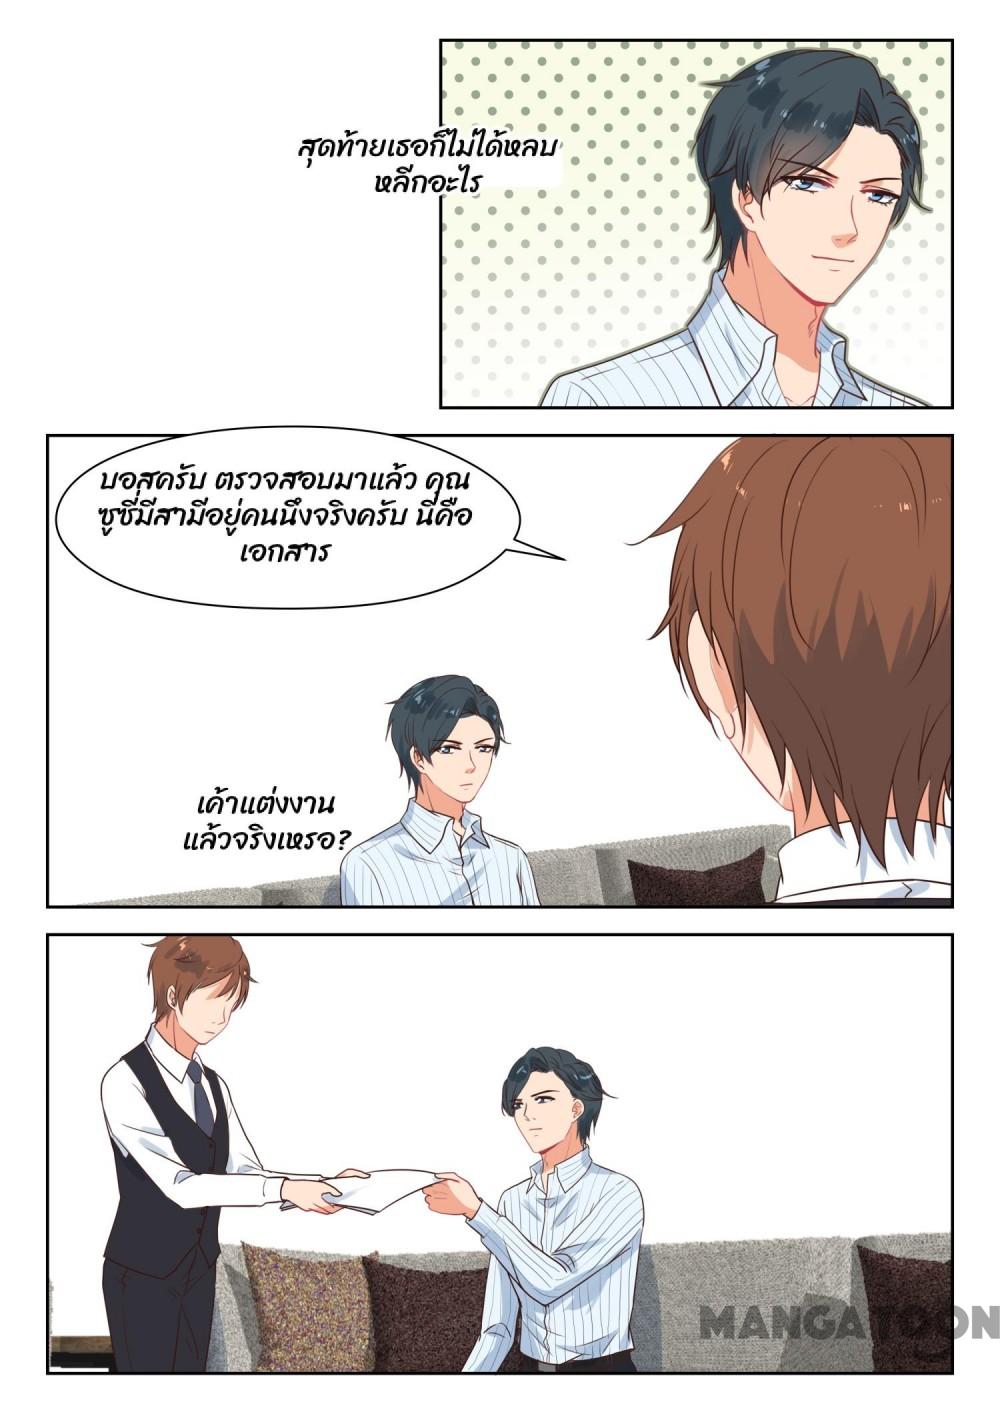 สุดท้ายเธอก็ไม่ได้หลบ
หลีกอะไร
บอสครับ ตรวจสอบมาแล้ว คุณ
ซูซี่มีสามีอยู่คนนึงจริงครับ นี่คือ
เอกสาร
เค้าแต่งงาน
แล้วจริงเหรอ?
MANGATOON